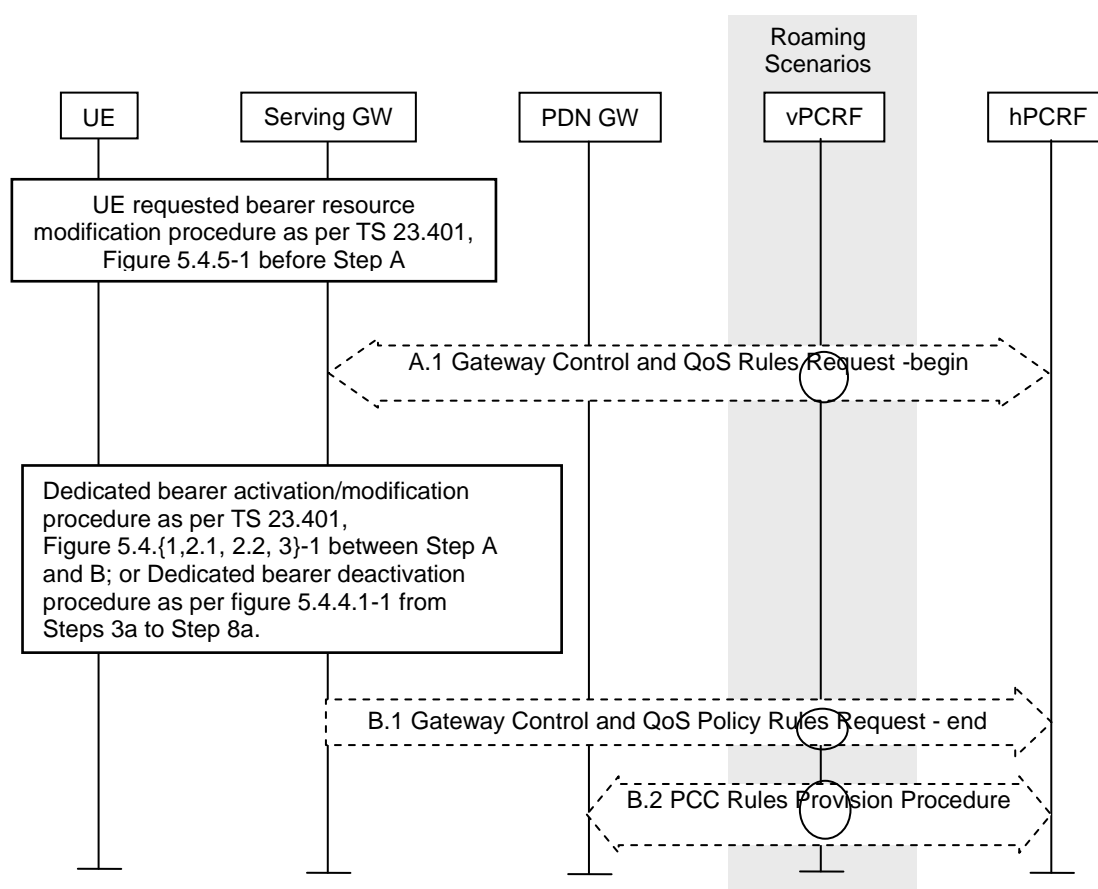 Roaming
Scenarios
UE
Serving GW
PDN GW
vPCRF
hPCRF
UE requested bearer resource
modification procedure as per TS 23.401,
Figure 5.4.5-1 before Step A
A.1 Gateway Control and QoS Rules Request -begin
Dedicated bearer activation/modification
procedure as per TS 23.401,
Figure 5.4.{1,2.1, 2.2, 3}-1 between Step A
and B; or Dedicated bearer deactivation
procedure as per figure 5.4.4.1-1 from
Steps 3a to Step 8a.
B.1 Gateway Control and QoS Policy Rules Request - end
B.2 PCC Rules Provision Procedure